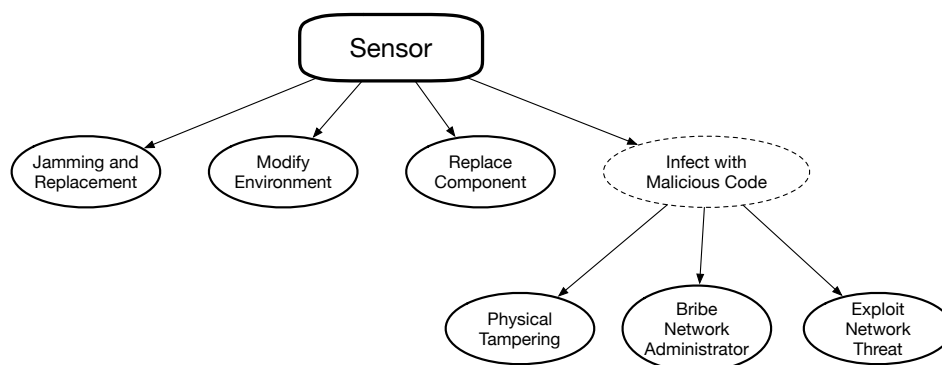 Sensor
Jamming and
Replacement
Modify
Environment
Replace
Component
Infect with
Malicious Code
Physical
Tampering
Bribe
Network
Administrator
Exploit
Network
Threat